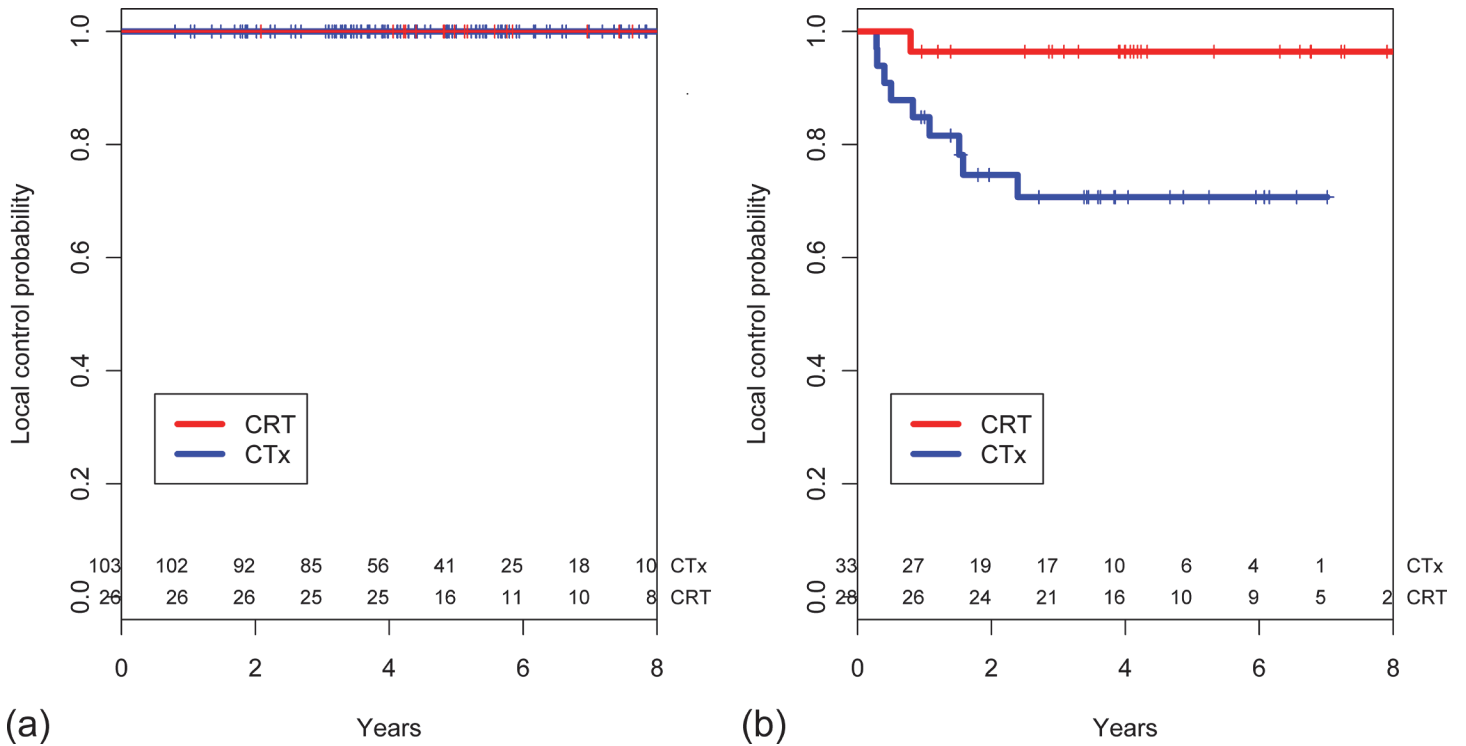 Local control probability
1.0
0.8
0.6
0.4
0.2
0.0
CRT
CTx
103 102 92 85 56 41 25 18 10 CTx
26 26 26 25 25 16 11 10 8 CRT
0 2 4 6 8
Years
(a)
Local control probability
1.0
0.8
0.6
0.4
0.2
0.0
CRT
CTx
33 27 19 17 10 6 4 1 CTx
28 26 24 21 16 10 9 5 2 CRT
0 2 4 6 8
Years
(b)